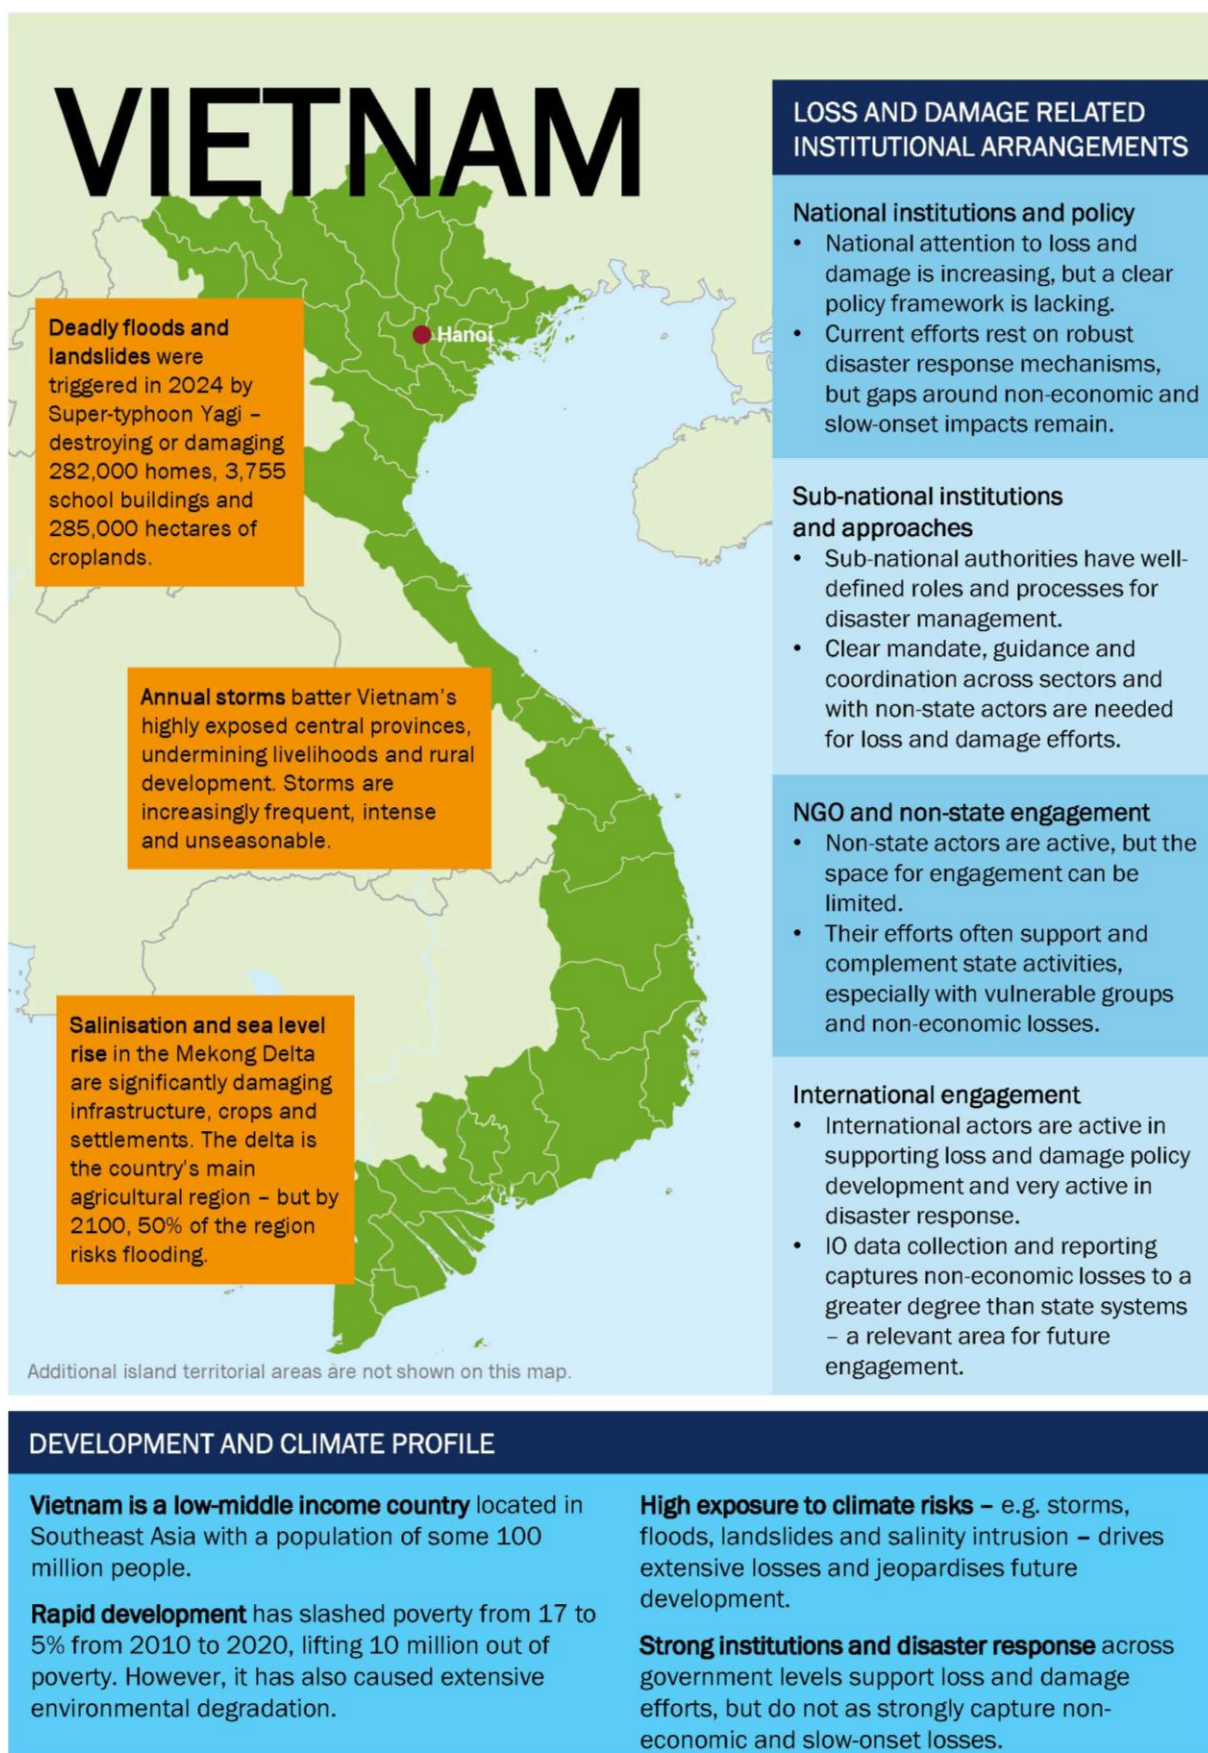 VIETNAM
Deadly floods and
landslides were
triggered in 2024 by
Super-typhoon Yagi –
destroying or damaging
282,000 homes, 3,755
school buildings and
285,000 hectares of
croplands.
Hanoi
Annual storms batter Vietnam's
highly exposed central provinces,
undermining livelihoods and rural
development. Storms are
increasingly frequent, intense
and unseasonable.
Salinisation and sea level
rise in the Mekong Delta
are significantly damaging
infrastructure, crops and
settlements. The delta is
the country's main
agricultural region – but by
2100, 50% of the region
risks flooding.
Additional island territorial areas are not shown on this map.
LOSS AND DAMAGE RELATED
INSTITUTIONAL ARRANGEMENTS
National institutions and policy
• National attention to loss and
damage is increasing, but a clear
policy framework is lacking.
• Current efforts rest on robust
disaster response mechanisms,
but gaps around non-economic and
slow-onset impacts remain.
Sub-national institutions
and approaches
• Sub-national authorities have well-
defined roles and processes for
disaster management.
• Clear mandate, guidance and
coordination across sectors and
with non-state actors are needed
for loss and damage efforts.
NGO and non-state engagement
• Non-state actors are active, but the
space for engagement can be
limited.
• Their efforts often support and
complement state activities,
especially with vulnerable groups
and non-economic losses.
International engagement
• International actors are active in
supporting loss and damage policy
development and very active in
disaster response.
• IO data collection and reporting
captures non-economic losses to a
greater degree than state systems
– a relevant area for future
engagement.
DEVELOPMENT AND CLIMATE PROFILE
Vietnam is a low-middle income country located in
Southeast Asia with a population of some 100
million people.
Rapid development has slashed poverty from 17 to
5% from 2010 to 2020, lifting 10 million out of
poverty. However, it has also caused extensive
environmental degradation.
High exposure to climate risks – e.g. storms,
floods, landslides and salinity intrusion – drives
extensive losses and jeopardises future
development.
Strong institutions and disaster response across
government levels support loss and damage
efforts, but do not as strongly capture non-
economic and slow-onset losses.